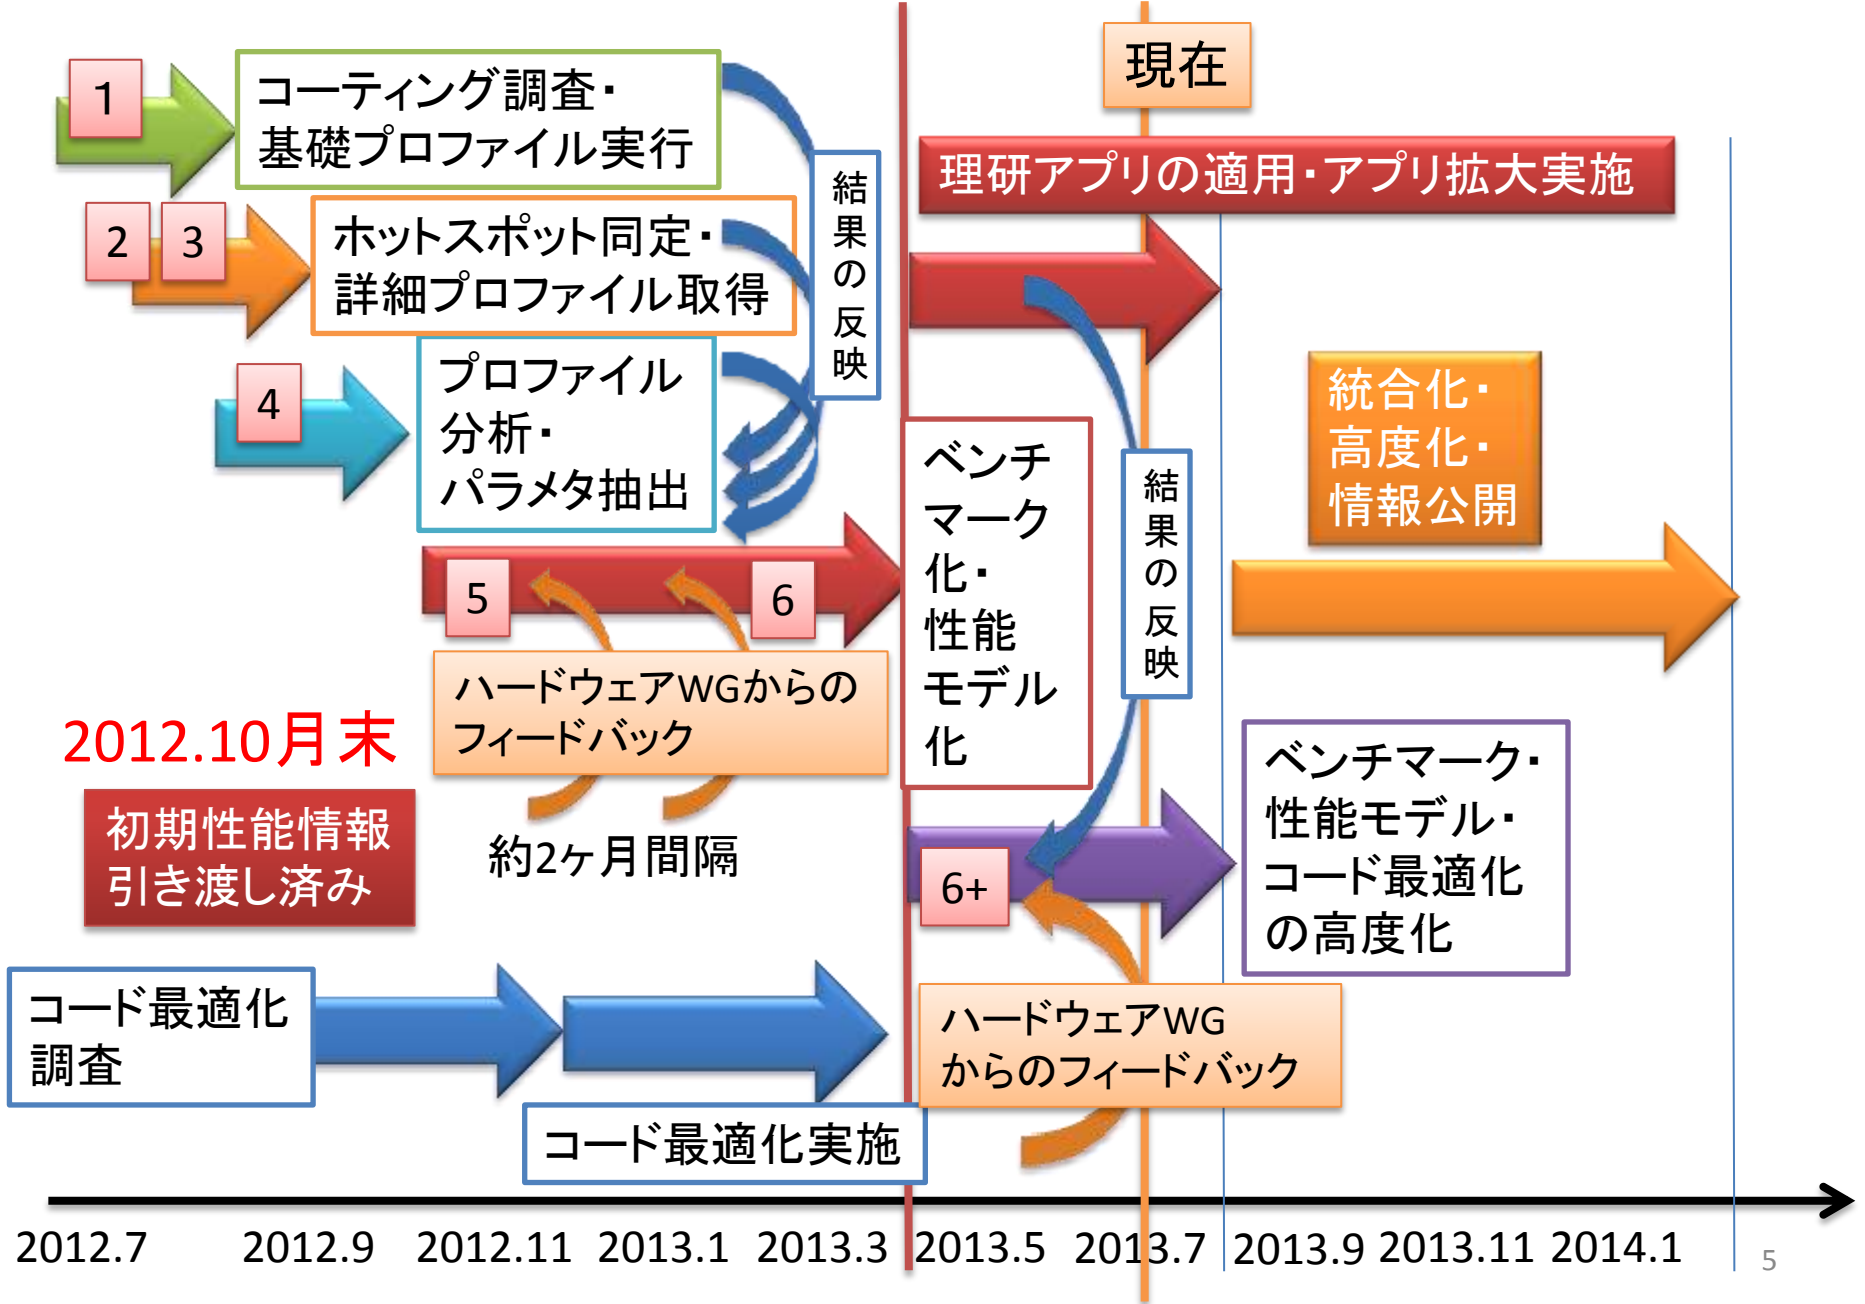 現在
1
コーティング調査・
基礎プロファイル実行
理研アプリの適用・アプリ拡大実施
2
3
ホットスポット同定・
詳細プロファイル取得
結果の反映
4
プロファイル
分析・
パラメタ抽出
統合化・
高度化・
情報公開
ベンチ
マーク
化・
性能
モデル
化
結果の反映
5
6
ハードウェアWGからの
フィードバック
2012.10月末
初期性能情報
引き渡し済み
約2ヶ月間隔
6+
ベンチマーク・
性能モデル・
コード最適化
の高度化
コード最適化
調査
ハードウェアWG
からのフィードバック
コード最適化実施
2012.7
2012.9
2012.11
2013.1
2013.3
2013.5
2013.7
2013.9
2013.11
2014.1
5